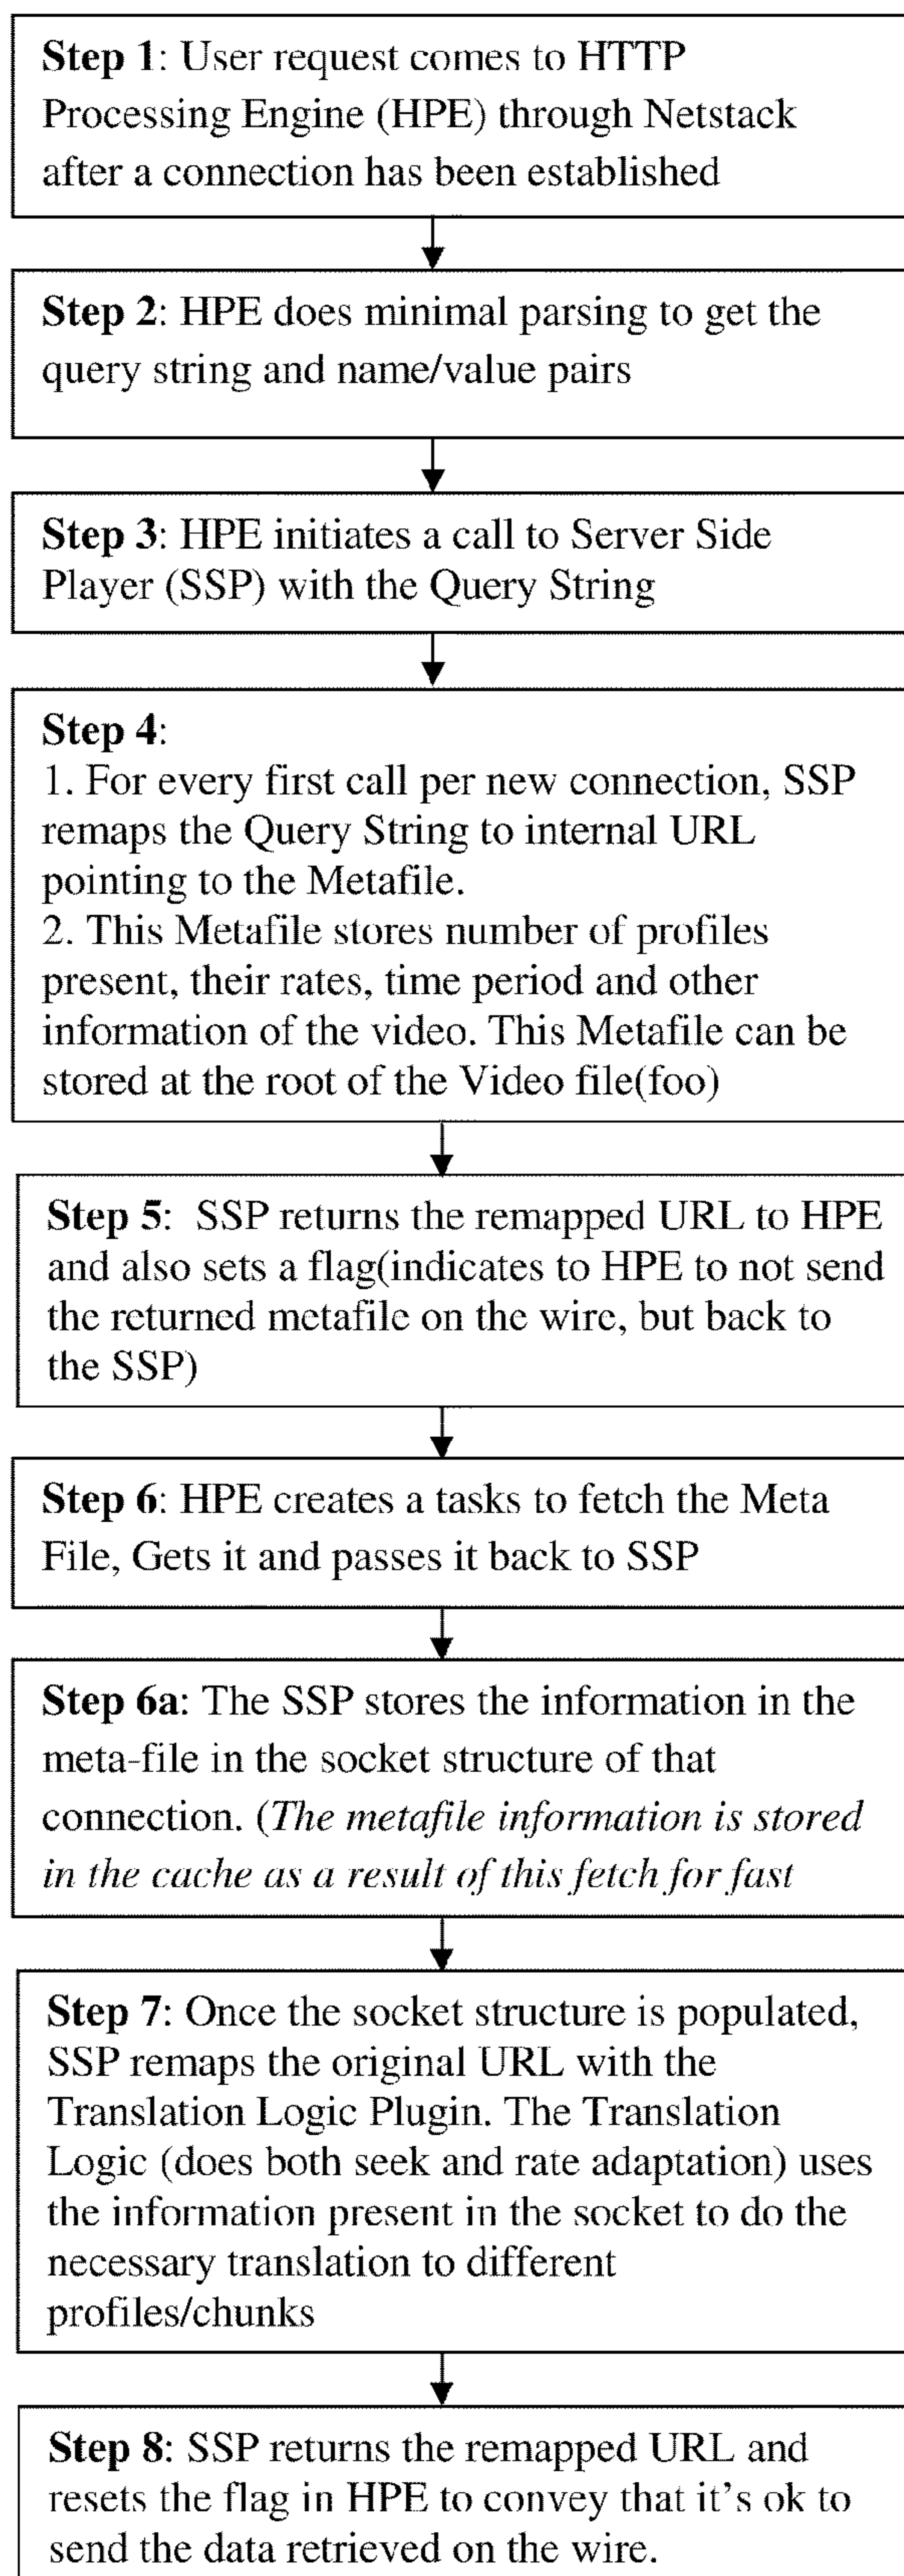 Step 1: User request comes to HTTP
Processing Engine (HPE) through Netstack
after a connection has been established
Step 2: HPE does minimal parsing to get the
query string and name/value pairs
Step 3: HPE initiates a call to Server Side
Player (SSP) with the Query String
Step 4:
1. For every first call per new connection, SSP
remaps the Query String to internal URL
pointing to the Metafile.
2. This Metafile stores number of profiles
present, their rates, time period and other
information of the video. This Metafile can be
stored at the root of the Video file(foo)
Step 5: SSP returns the remapped URL to HPE
and also sets a flag(indicates to HPE to not send
the returned metafile on the wire, but back to
the SSP)
Step 6: HPE creates a tasks to fetch the Meta
File, Gets it and passes it back to SSP
Step 6a: The SSP stores the information in the
meta-file in the socket structure of that
connection. (The metafile information is stored
in the cache as a result of this fetch for fast
Step 7: Once the socket structure is populated,
SSP remaps the original URL with the
Translation Logic Plugin. The Translation
Logic (does both seek and rate adaptation) uses
the information present in the socket to do the
necessary translation to different
profiles/chunks
Step 8: SSP returns the remapped URL and
resets the flag in HPE to convey that it's ok to
send the data retrieved on the wire.